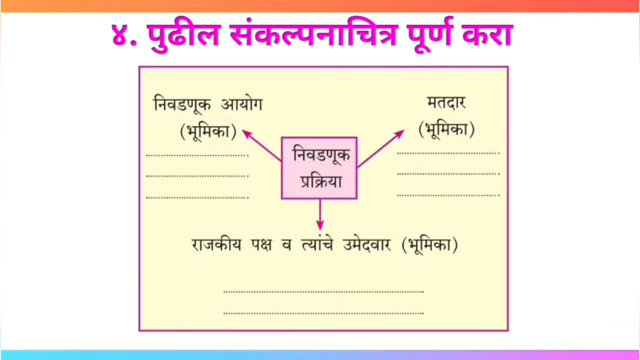 ४. पुढील संकल्पनाचित्र पूर्ण करा
निवडणूक आयोग
(भूमिका)
मतदार
(भूमिका)
निवडणूक
प्रक्रिया
राजकीय पक्ष व त्यांचे उमेदवार (भूमिका)